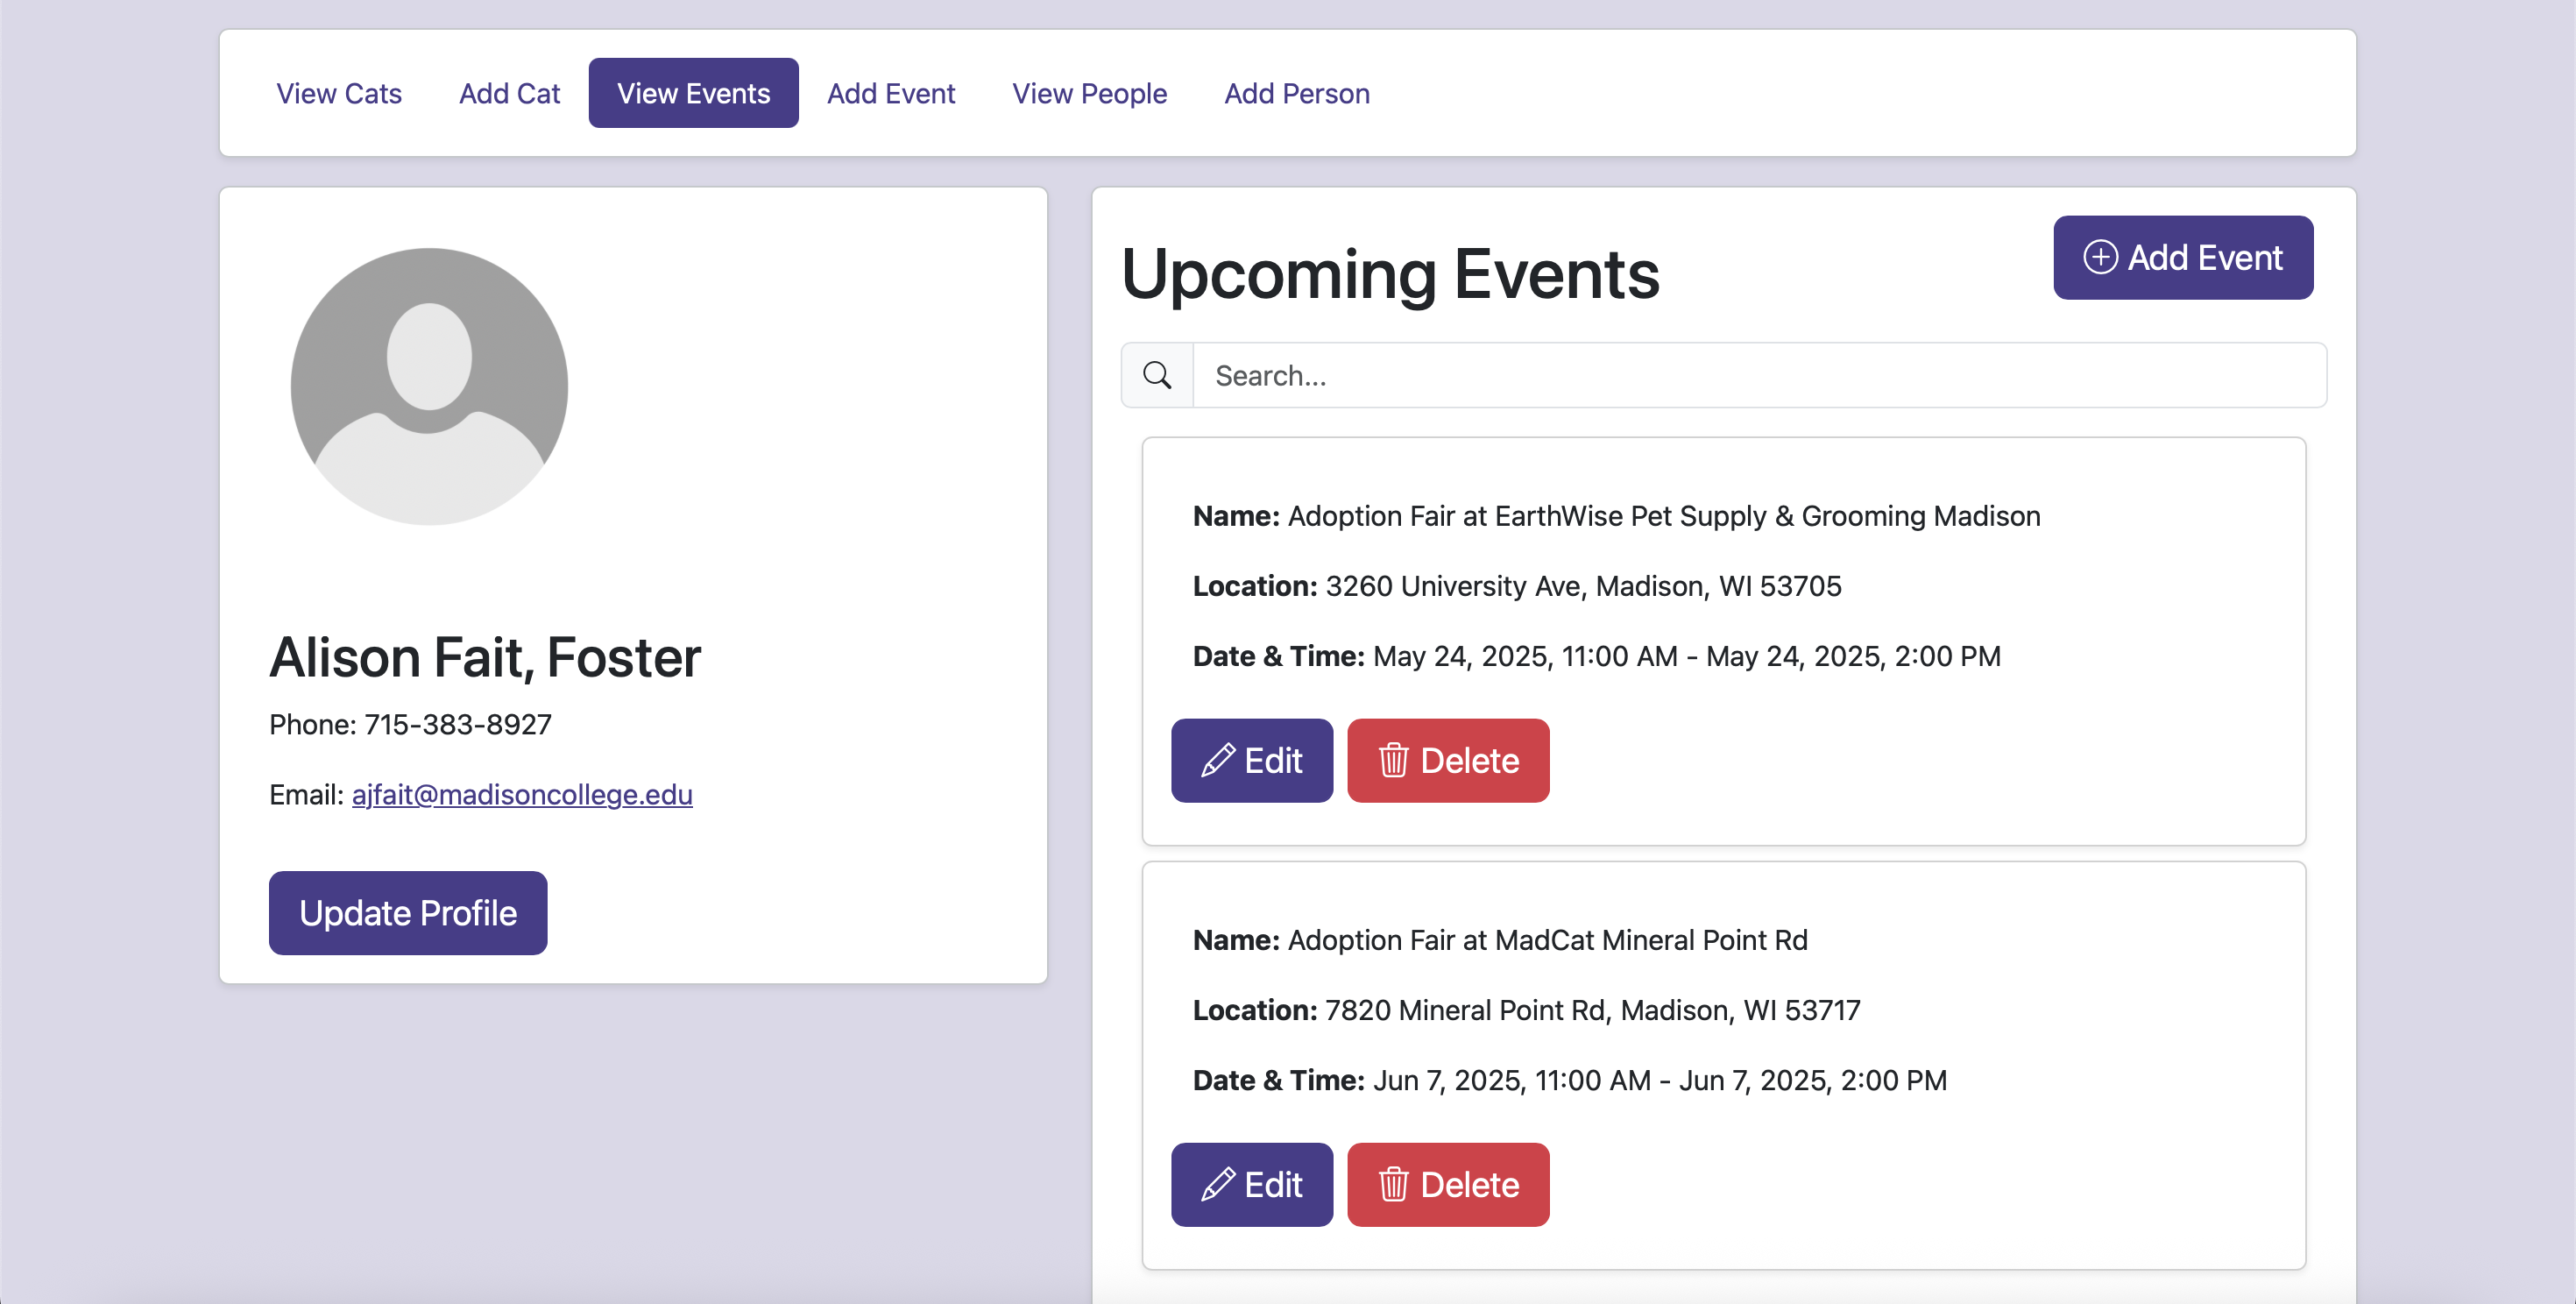 View Cats Add Cat View Events Add Event View People Add Person
Alison Fait, Foster
Phone: 715-383-8927
Email: ajfait@madisoncollege.edu
Update Profile
Upcoming Events
Add Event
Search...
Name: Adoption Fair at EarthWise Pet Supply & Grooming Madison
Location: 3260 University Ave, Madison, WI 53705
Date & Time: May 24, 2025, 11:00 AM - May 24, 2025, 2:00 PM
Edit Delete
Name: Adoption Fair at MadCat Mineral Point Rd
Location: 7820 Mineral Point Rd, Madison, WI 53717
Date & Time: Jun 7, 2025, 11:00 AM - Jun 7, 2025, 2:00 PM
Edit Delete